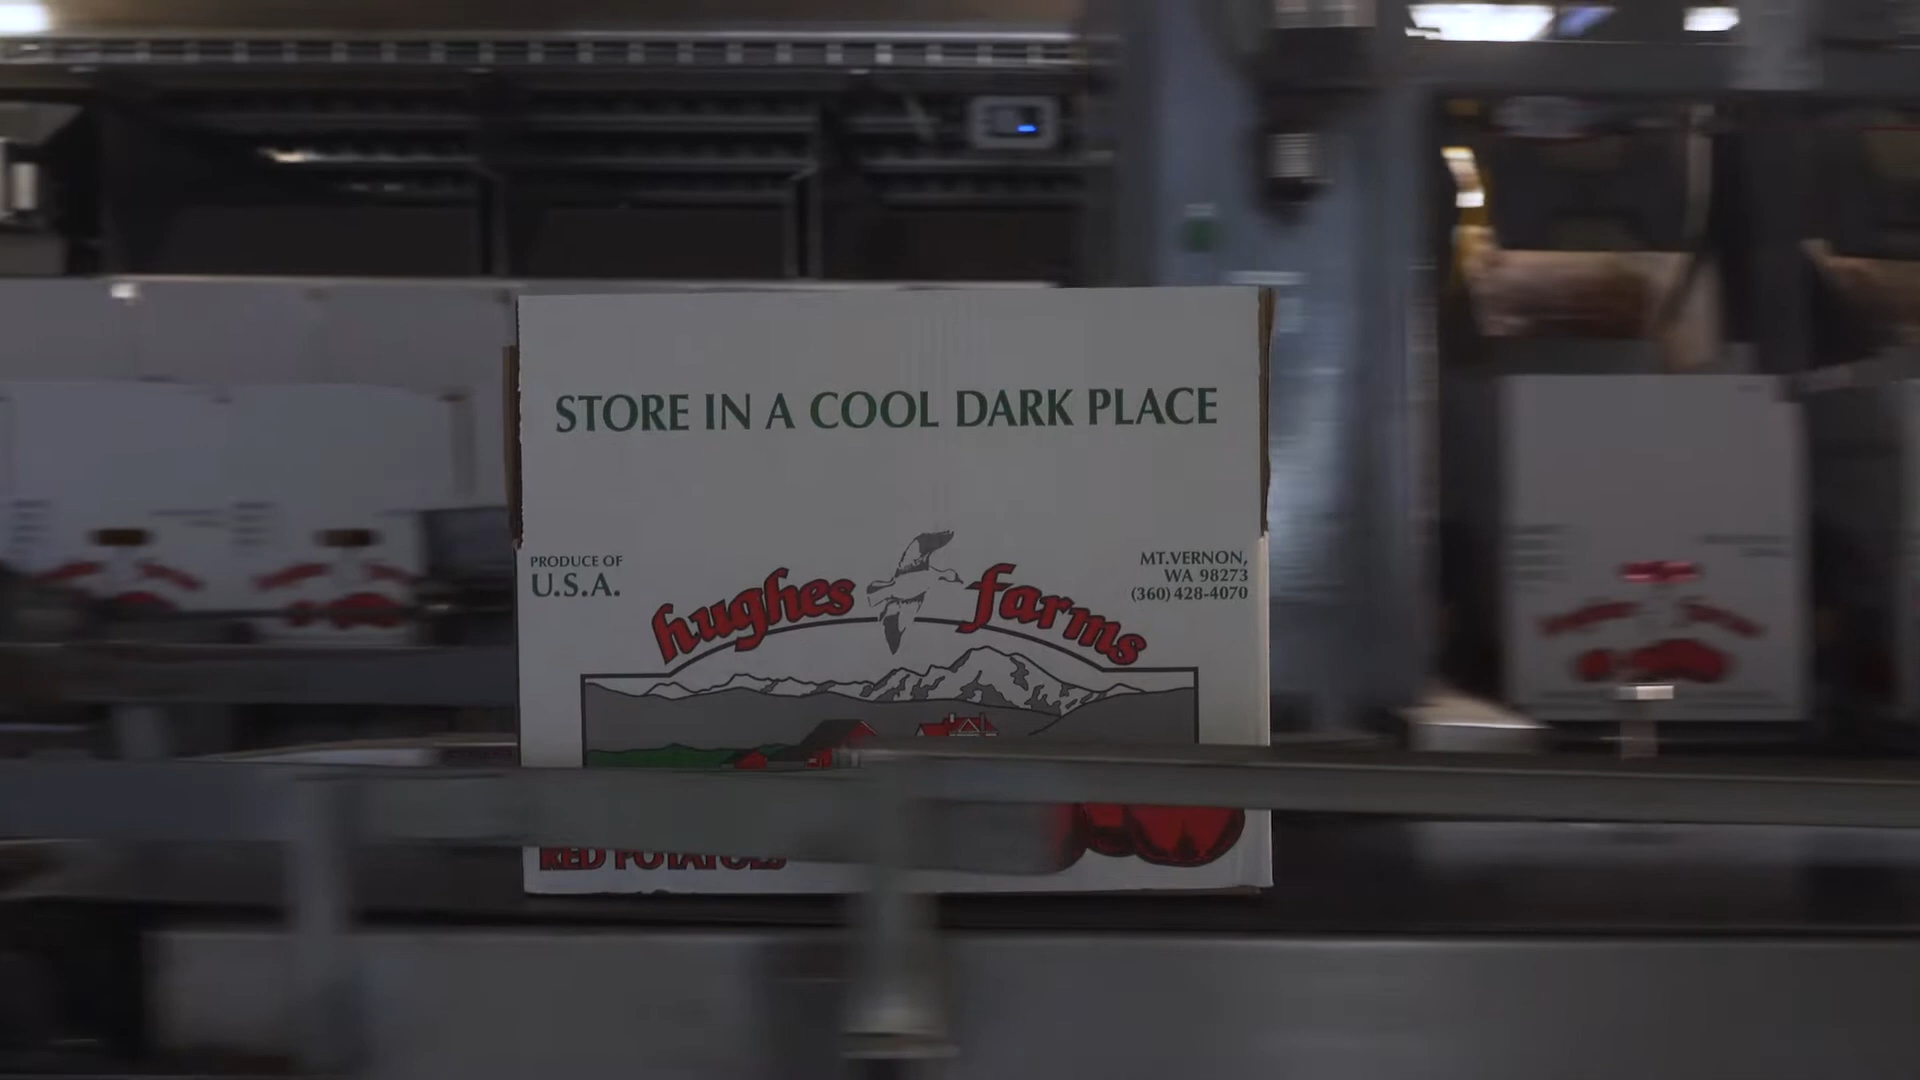 STORE IN A COOL DARK PLACE
PRODUCE OF
U.S.A.
MT.VERNON,
WA 98273
(360) 428-4070
hughes farms
RED POTATOES